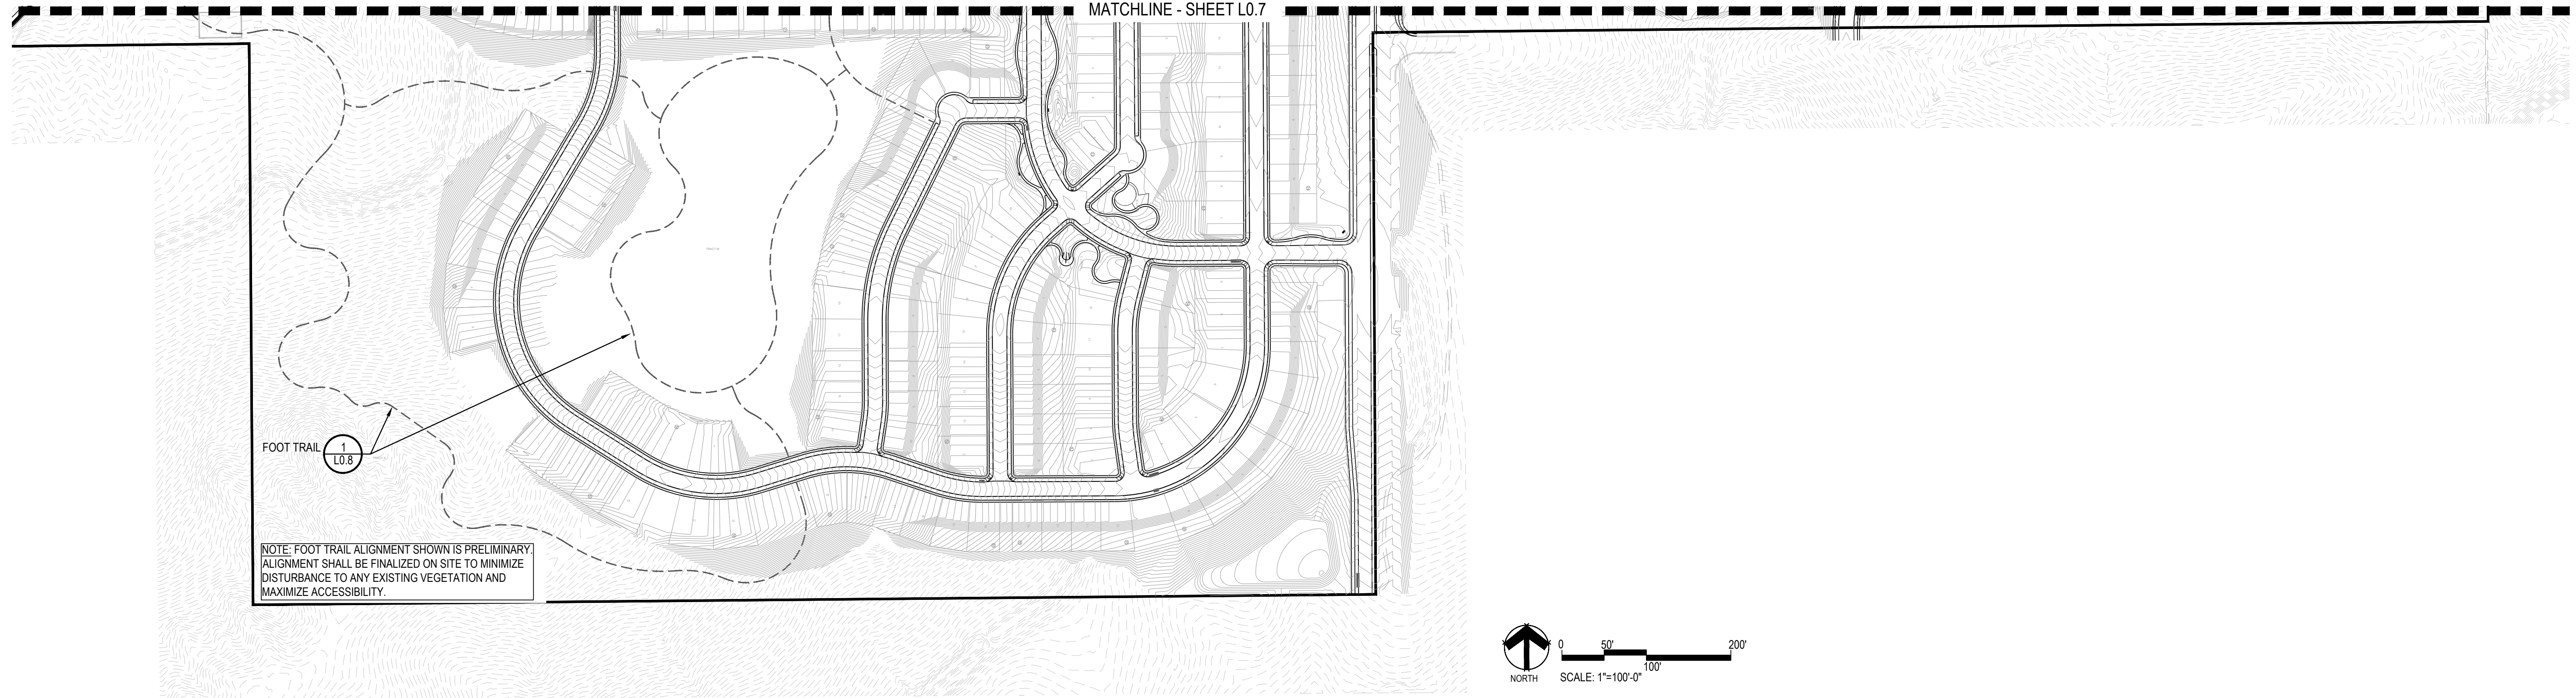 MATCHLINE - SHEET L0.7
FOOT TRAIL
1
L0.8
NOTE: FOOT TRAIL ALIGNMENT SHOWN IS PRELIMINARY.
ALIGNMENT SHALL BE FINALIZED ON SITE TO MINIMIZE
DISTURBANCE TO ANY EXISTING VEGETATION AND
MAXIMIZE ACCESSIBILITY.
NORTH
0
50'
200'
100'
SCALE: 1"=100'-0"